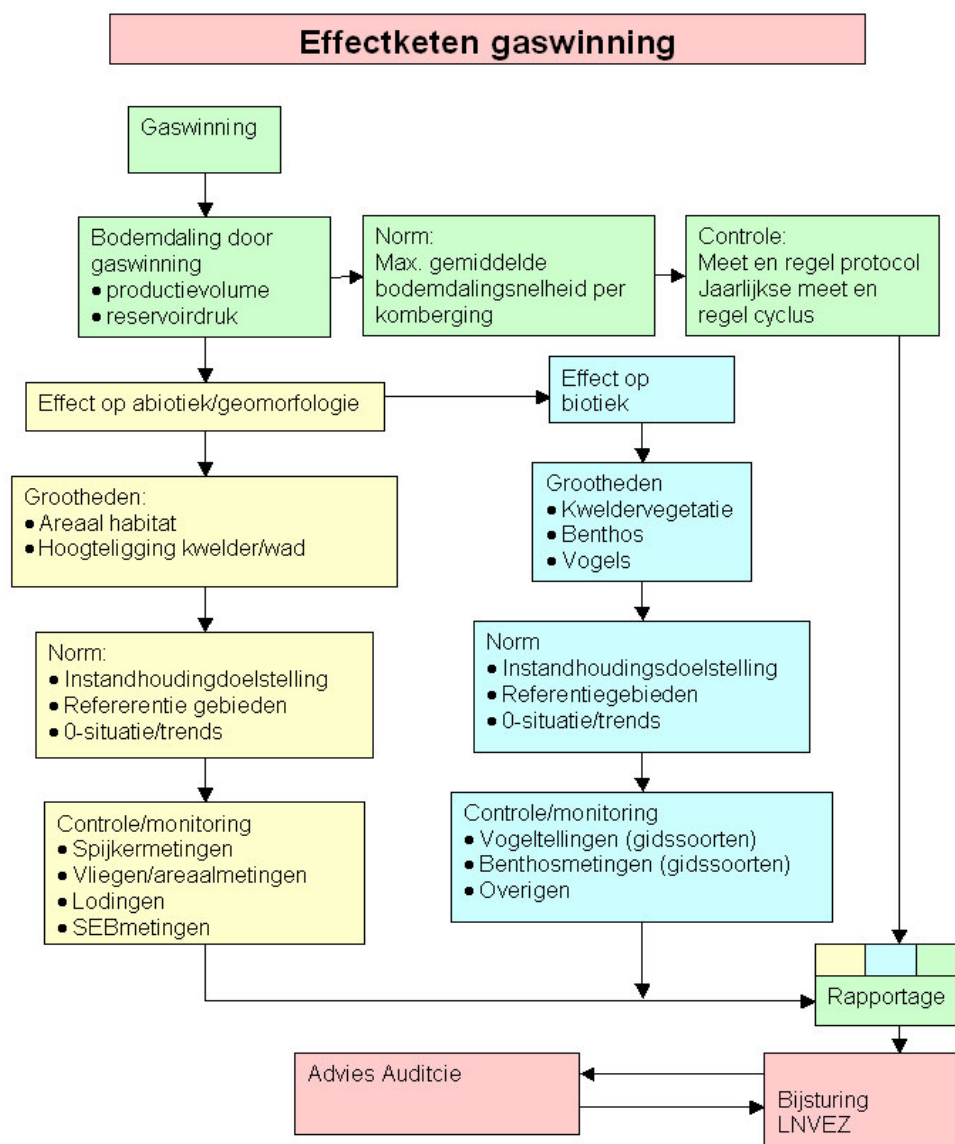 Effectketen gaswinning
Gaswinning
Bodemdaling door
gaswinning
● productievolume
● reservoirdruk
Norm:
Max. gemiddelde
bodemdalingsnelheid per
komberging
Controle:
Meet en regel protocol
Jaarlijkse meet en
regel cyclus
Effect op abiotiek/geomorfologie
Effect op
biotiek
Grootheden:
● Areaal habitat
● Hoogteligging kwelder/wad
Grootheden
● Kweldervegetatie
● Benthos
● Vogels
Norm:
● Instandhoudingdoelstelling
● Refererentie gebieden
● 0-situatie/trends
Norm
● Instandhoudingsdoelstelling
● Referentiegebieden
● 0-situatie/trends
Controle/monitoring
● Spijkermetingen
● Vliegen/areaalmetingen
● Lodingen
● SEBmetingen
Controle/monitoring
● Vogeltellingen (gidssoorten)
● Benthosmetingen (gidssoorten)
● Overigen
Rapportage
Advies Auditcie
Bijsturing
LNVEZ